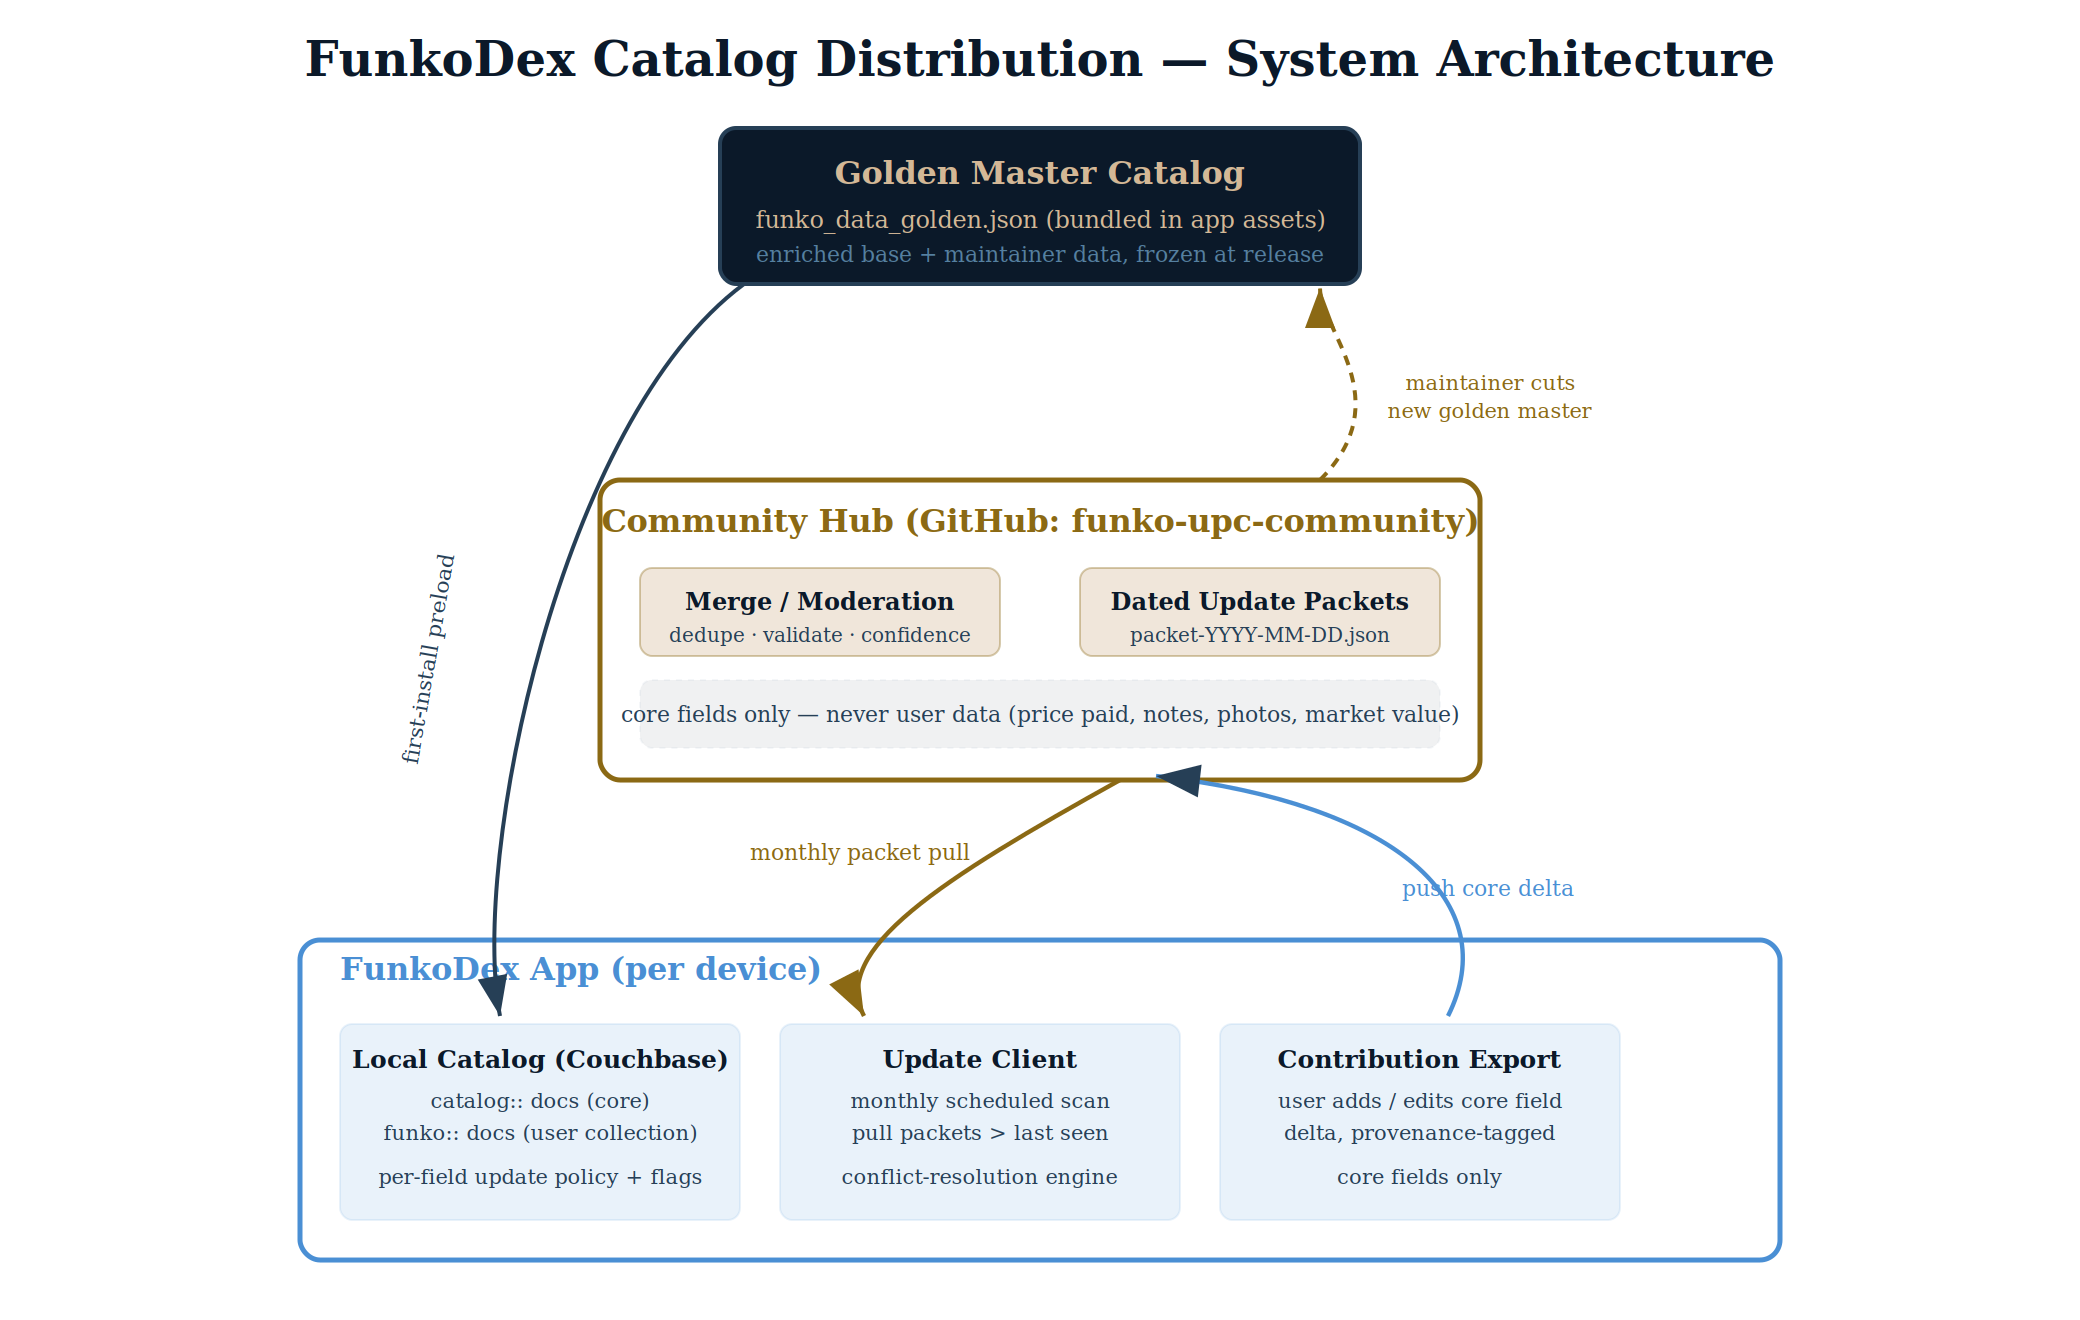 FunkoDex Catalog Distribution — System Architecture
Golden Master Catalog
funko_data_golden.json (bundled in app assets)
enriched base + maintainer data, frozen at release
maintainer cuts
new golden master
Community Hub (GitHub: funko-upc-community)
Merge / Moderation
dedupe · validate · confidence
Dated Update Packets
packet-YYYY-MM-DD.json
core fields only — never user data (price paid, notes, photos, market value)
first-install preload
monthly packet pull
push core delta
FunkoDex App (per device)
Local Catalog (Couchbase)
catalog:: docs (core)
funko:: docs (user collection)
per-field update policy + flags
Update Client
monthly scheduled scan
pull packets > last seen
conflict-resolution engine
Contribution Export
user adds / edits core field
delta, provenance-tagged
core fields only